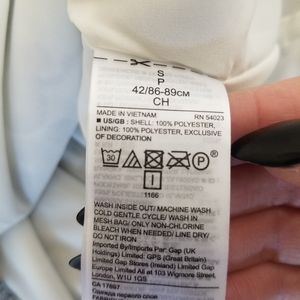 S
P
42/86-89CM
CH
MADE IN VIETNAM RN 54023
■ US/GB : SHELL: 100% POLYESTER,
LINING: 100% POLYESTER, EXCLUSIVE
OF DECORATION
30 P
I
1166
WASH INSIDE OUT/ MACHINE WASH
COLD GENTLE CYCLE/ WASH IN
MESH BAG/ ONLY NON-CHLORINE
BLEACH WHEN NEEDED/ LINE DRY/
DO NOT IRON
Imported By/Importé Par: Gap (UK
Holdings) Limited: GPS (Great Britain)
Limited Gap Stores (Ireland) Limited Gap
Europe Limited All at 103 Wigmore Street,
London, W1U 1QS
CA 17897